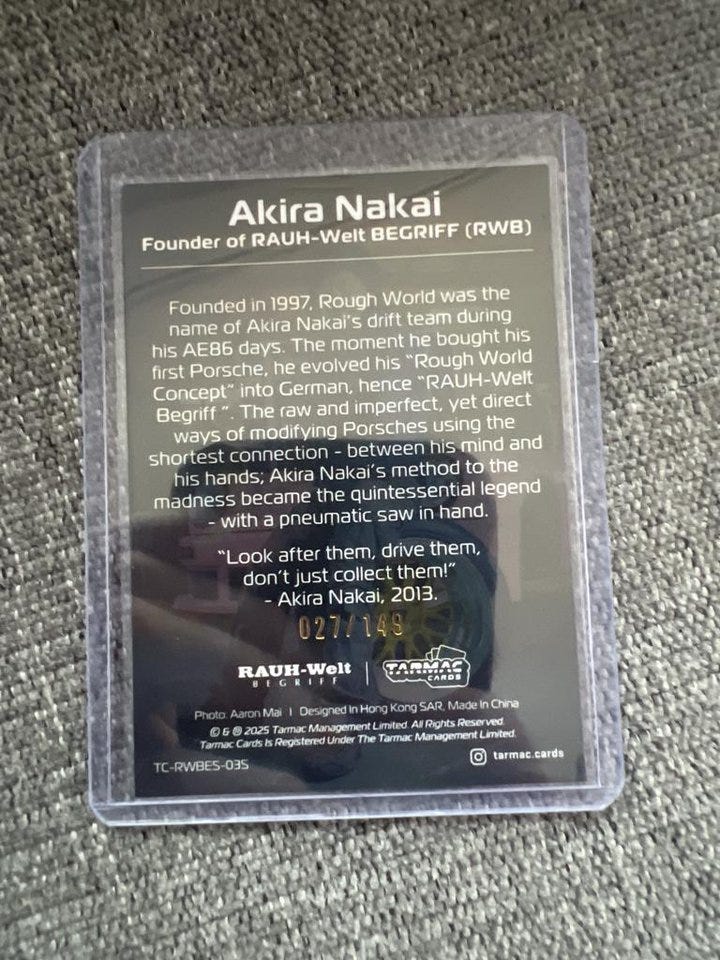 Akira Nakai
Founder of RAUH-Welt BEGRIFF (RWB)
Founded in 1997, Rough World was the
name of Akira Nakai's drift team during
his AE86 days. The moment he bought his
first Porsche, he evolved his "Rough World
Concept" into German, hence "RAUH-Welt
Begriff ". The raw and imperfect, yet direct
ways of modifying Porsches using the
shortest connection - between his mind and
his hands; Akira Nakai's method to the
madness became the quintessential legend
- with a pneumatic saw in hand.
"Look after them, drive them,
don't just collect them!"
- Akira Nakai, 2013.
027/149
RAUH-Welt
BEGRIFF
TARMAC
CARDS
Photo: Aaron Mai | Designed In Hong Kong SAR, Made In China
© & ℗ 2025 Tarmac Management Limited. All Rights Reserved.
Tarmac Cards Is Registered Under The Tarmac Management Limited.
TC-RWBES-03S
tarmac.cards